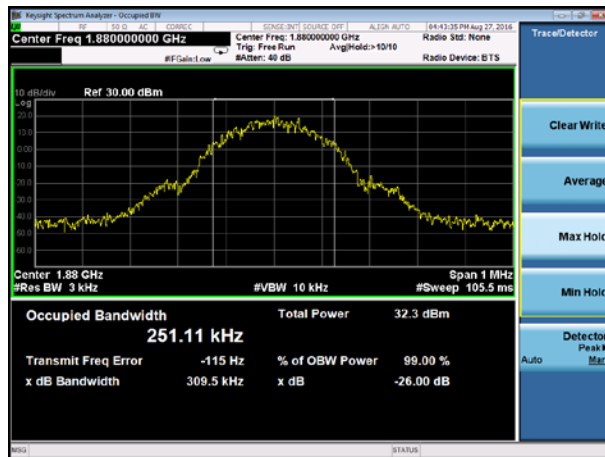 Keysight Spectrum Analyzer - Occupied BW
RF 50 Ω AC CORREC SENSE:INT SOURCE OFF ALIGN AUTO 04:43:35 PM Aug 27, 2016
Center Freq 1.880000000 GHz Center Freq: 1.880000000 GHz Radio Std: None Trace/Detector
Trig: Free Run Avg|Hold:>10/10
#IFGain:Low #Atten: 40 dB Radio Device: BTS
10 dB/div Ref 30.00 dBm
Log
20.0
10.0
0.00
10.0
20.0
30.0
40.0
50.0
60.0
Clear Write
Average
Max Hold
Min Hold
Center 1.88 GHz Span 1 MHz
#Res BW 3 kHz #VBW 10 kHz #Sweep 105.5 ms
Occupied Bandwidth Total Power 32.3 dBm
251.11 kHz
Transmit Freq Error -115 Hz % of OBW Power 99.00 %
x dB Bandwidth 309.5 kHz x dB -26.00 dB
Detector
Peak
Auto Man
MSG STATUS